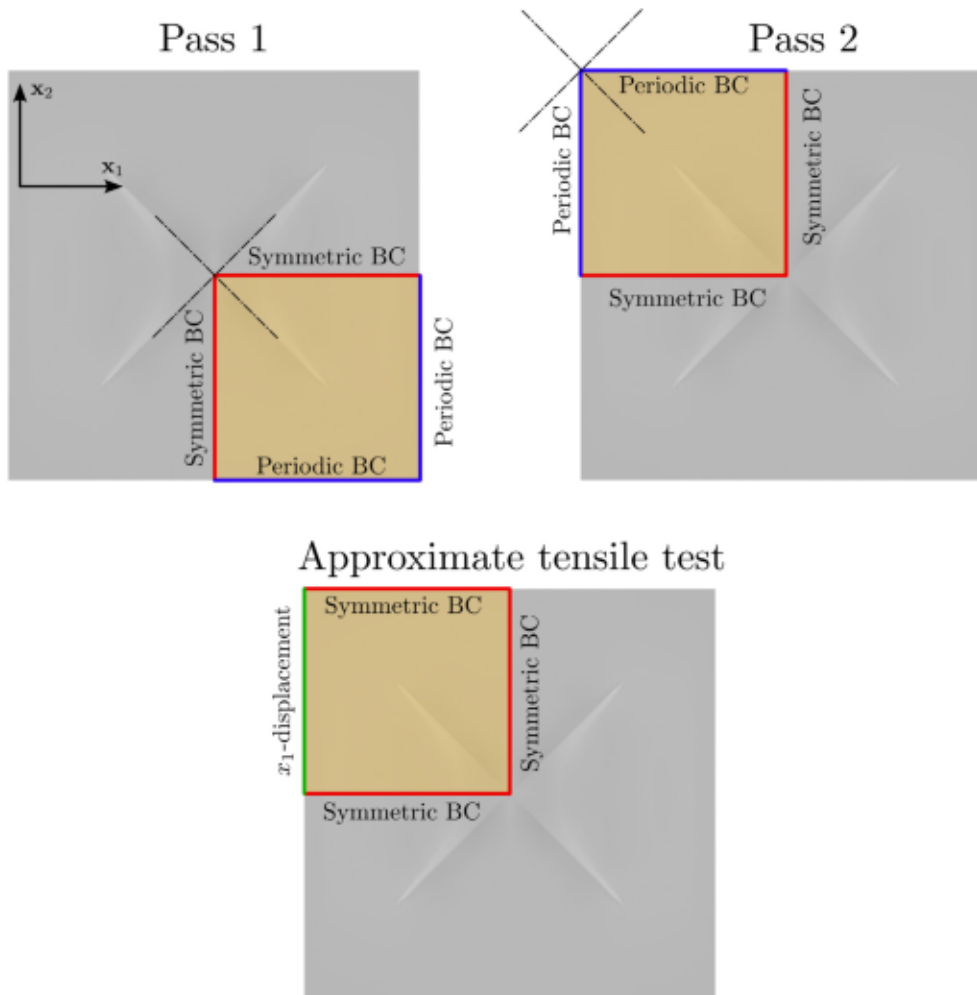 Pass 1
Pass 2
x₂
x₁
Symmetric BC
Symmetric BC
Periodic BC
Periodic BC
Periodic BC
Periodic BC
Symmetric BC
Symmetric BC
Approximate tensile test
Symmetric BC
x₁-displacement
Symmetric BC
Symmetric BC